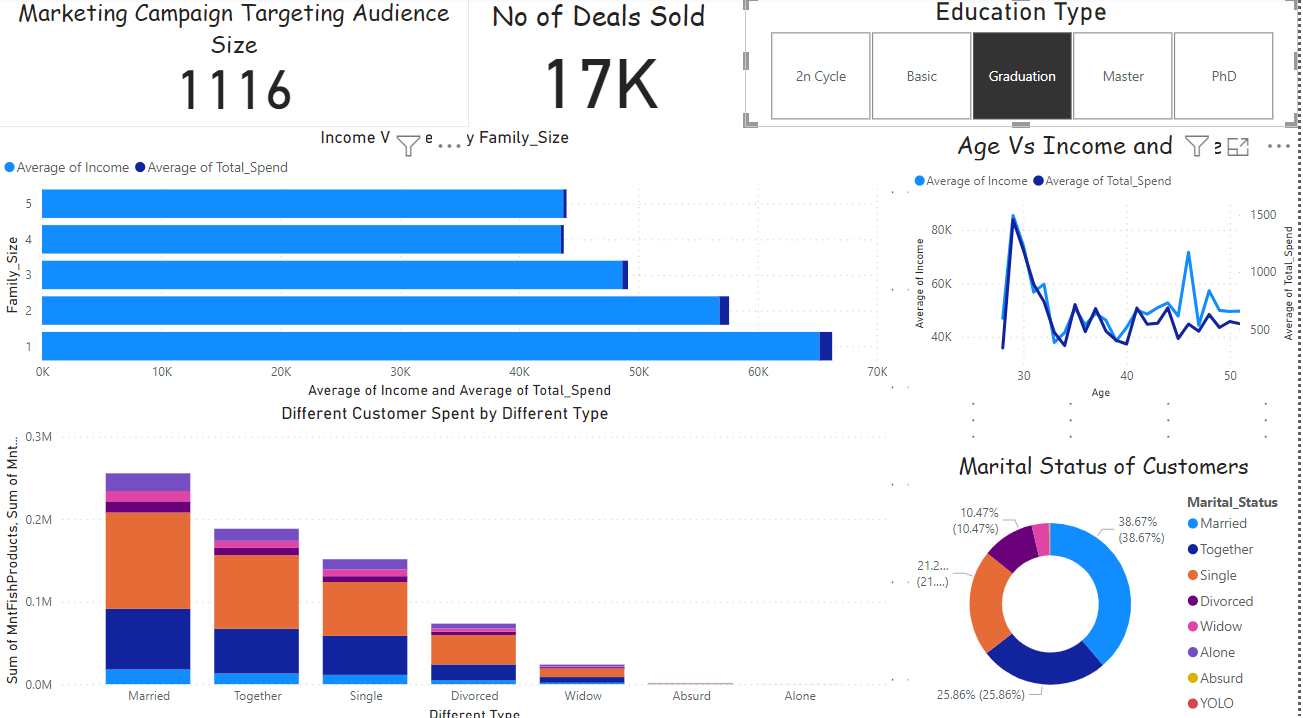 Marketing Campaign Targeting Audience
Size
1116
No of Deals Sold
17K
Education Type
2n Cycle
Basic
Graduation
Master
PhD
Income V e y Family_Size
Average of Income
Average of Total_Spend
Family_Size
5
4
3
2
1
0K
10K
20K
30K
40K
50K
60K
70K
Average of Income and Average of Total_Spend
Age Vs Income and
Average of Income
Average of Total_Spend
Average of Income
80K
60K
40K
1500
1000
500
Average of Total_Spend
30
40
50
Age
Different Customer Spent by Different Type
Sum of MntFishProducts, Sum of Mnt...
0.3M
0.2M
0.1M
0.0M
Married
Together
Single
Divorced
Widow
Absurd
Alone
Different Type
Marital Status of Customers
10.47%
(10.47%)
38.67%
(38.67%)
21.2...
(21....)
25.86% (25.86%)
Marital_Status
Married
Together
Single
Divorced
Widow
Alone
Absurd
YOLO